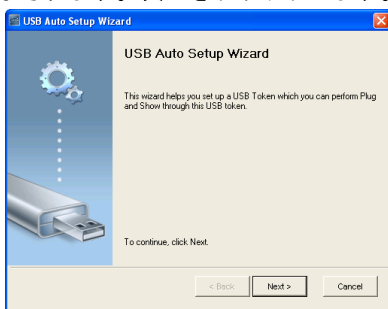 USB Auto Setup Wizard
USB Auto Setup Wizard
This wizard helps you set up a USB Token which you can perform Plug
and Show through this USB token.
To continue, click Next.
< Back
Next >
Cancel